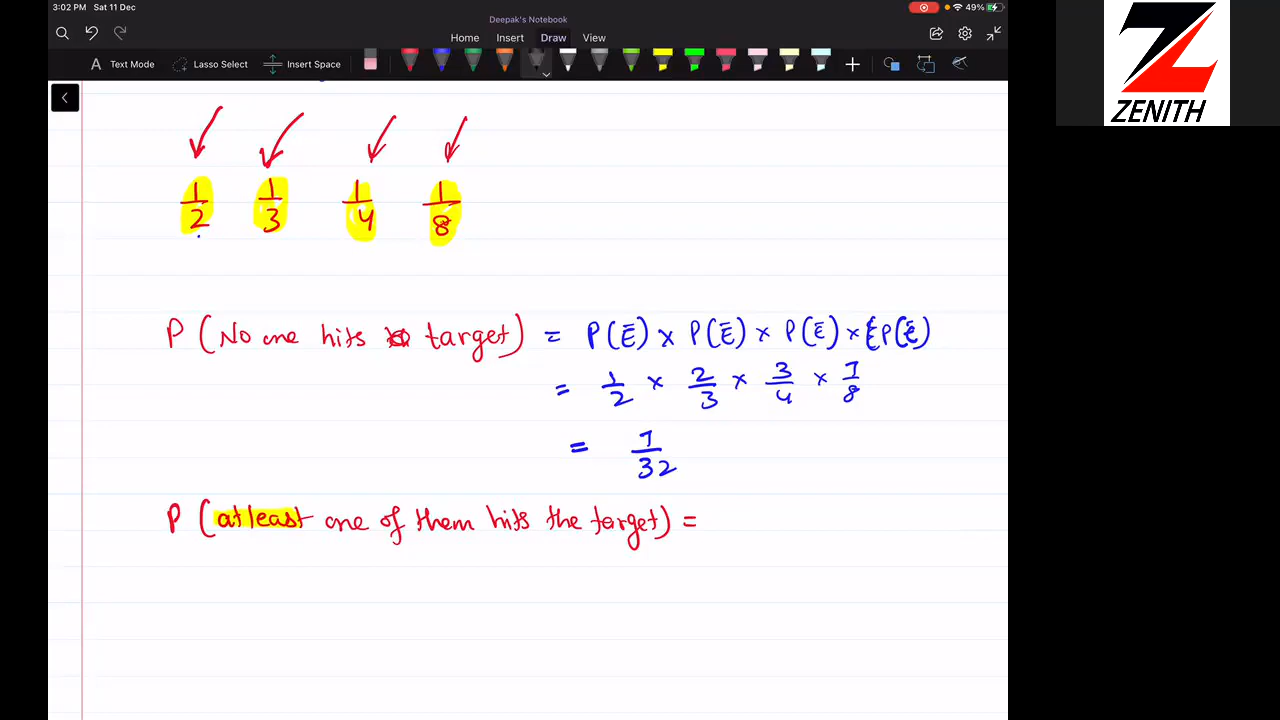 3:02 PM Sat 11 Dec
49%
Deepak's Notebook
Home Insert Draw View
Text Mode Lasso Select Insert Space
ZENITH
1/2 1/3 1/4 1/8
P (No one hits target) = P(Ē) × P(Ē) × P(Ē) × {P(Ē)
= 1/2 × 2/3 × 3/4 × 7/8
= 7/32
P (atleast one of them hits the target) =